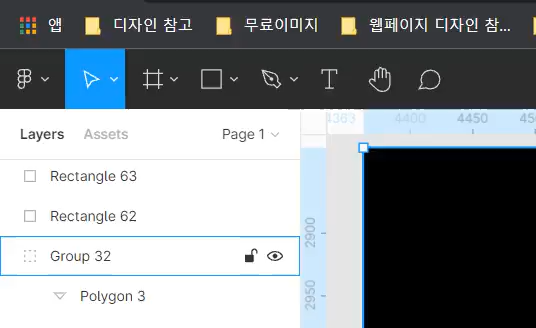 앱 디자인 참고 무료이미지 웹페이지 디자인 참...
Layers Assets Page 1
4363 4400 4450
Rectangle 63
Rectangle 62
2900
Group 32
2950
Polygon 3